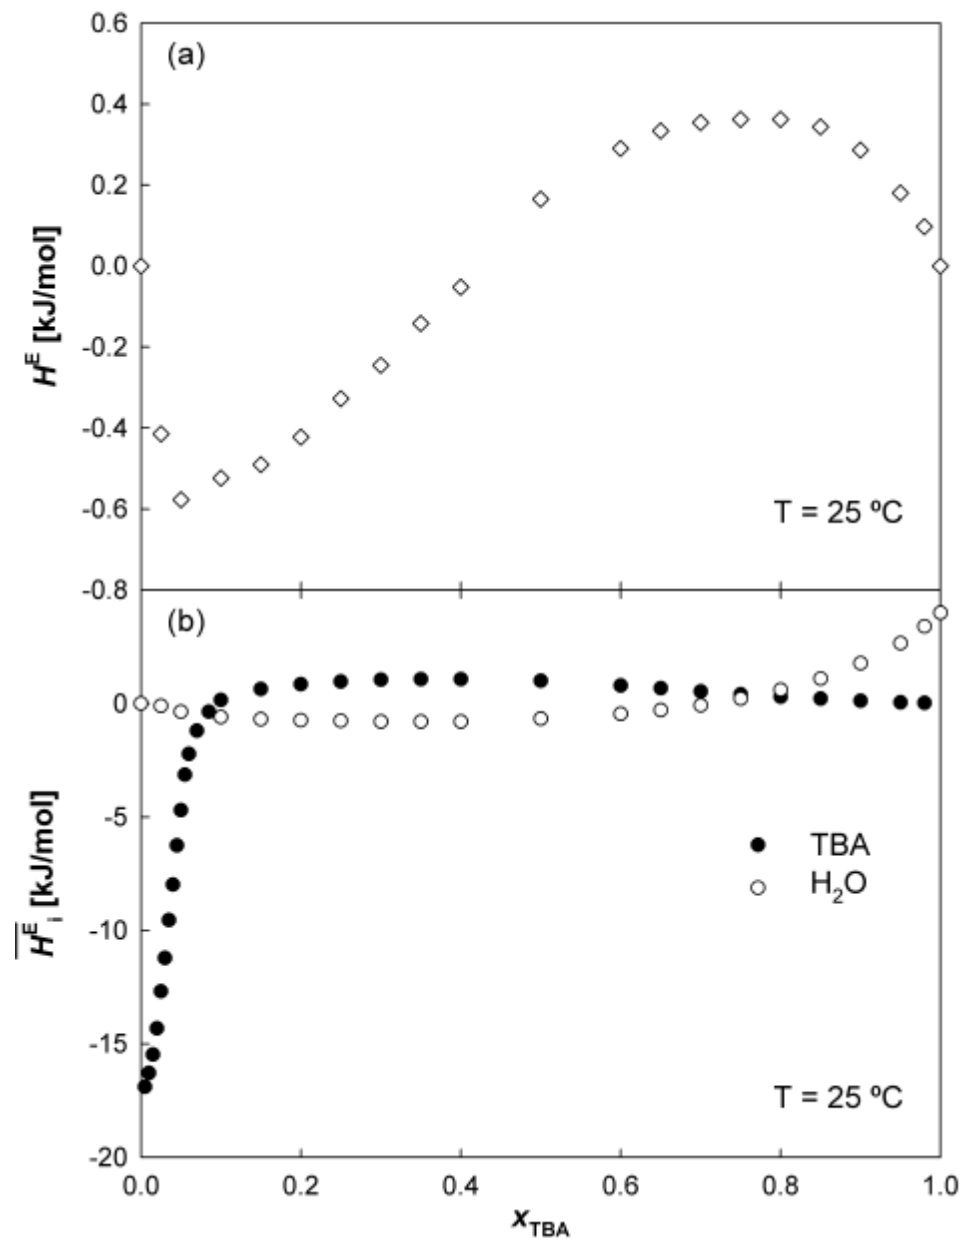 (a)
0.6
0.4
0.2
0.0
-0.2
-0.4
-0.6
-0.8
H^E [kJ/mol]
T = 25 ºC
(b)
0
-5
-10
-15
-20
H^E_i [kJ/mol]
TBA
H₂O
T = 25 ºC
0.0 0.2 0.4 0.6 0.8 1.0
x_TBA